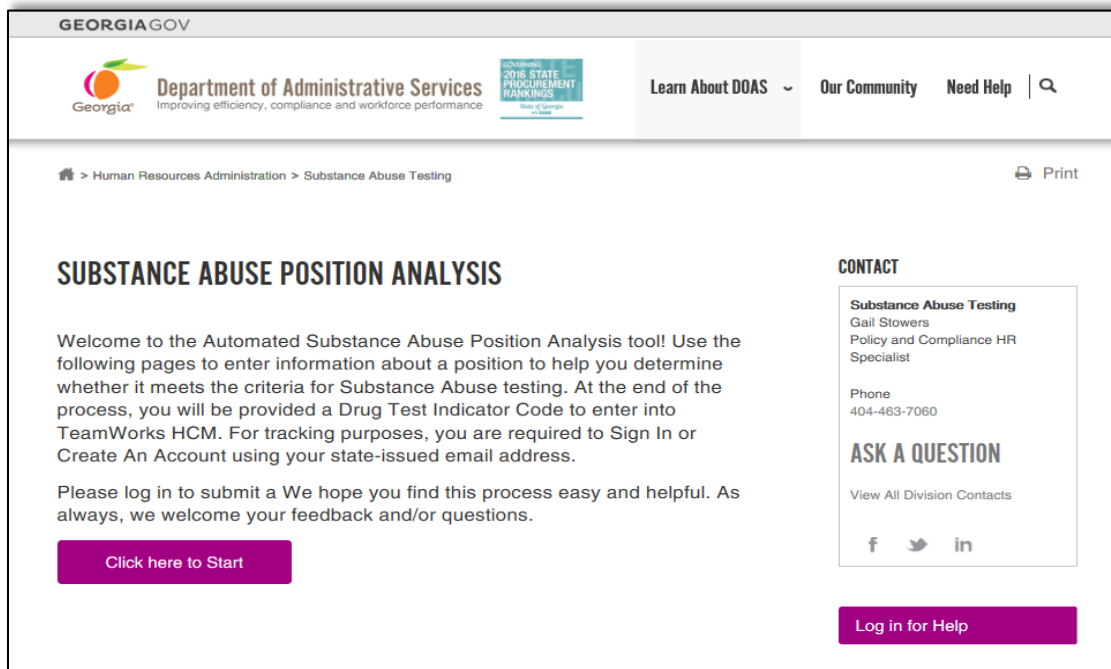 GEORGIAGOV
Georgia
Department of Administrative Services
Improving efficiency, compliance and workforce performance
GOVERNING
2016 STATE
PROCUREMENT
RANKINGS
State of Georgia
Learn About DOAS
Our Community
Need Help
> Human Resources Administration > Substance Abuse Testing
Print
SUBSTANCE ABUSE POSITION ANALYSIS
Welcome to the Automated Substance Abuse Position Analysis tool! Use the
following pages to enter information about a position to help you determine
whether it meets the criteria for Substance Abuse testing. At the end of the
process, you will be provided a Drug Test Indicator Code to enter into
TeamWorks HCM. For tracking purposes, you are required to Sign In or
Create An Account using your state-issued email address.
Please log in to submit a We hope you find this process easy and helpful. As
always, we welcome your feedback and/or questions.
Click here to Start
CONTACT
Substance Abuse Testing
Gail Stowers
Policy and Compliance HR
Specialist
Phone
404-463-7060
ASK A QUESTION
View All Division Contacts
Log in for Help